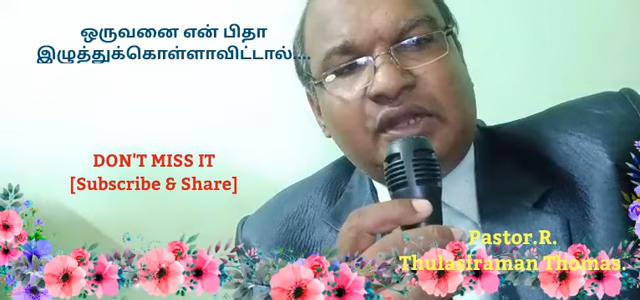 ஒருவனை என் பிதா
இழுத்துக்கொள்ளாவிட்டால்....
DON'T MISS IT
[Subscribe & Share]
Pastor.R.
Thulasiraman Thomas.